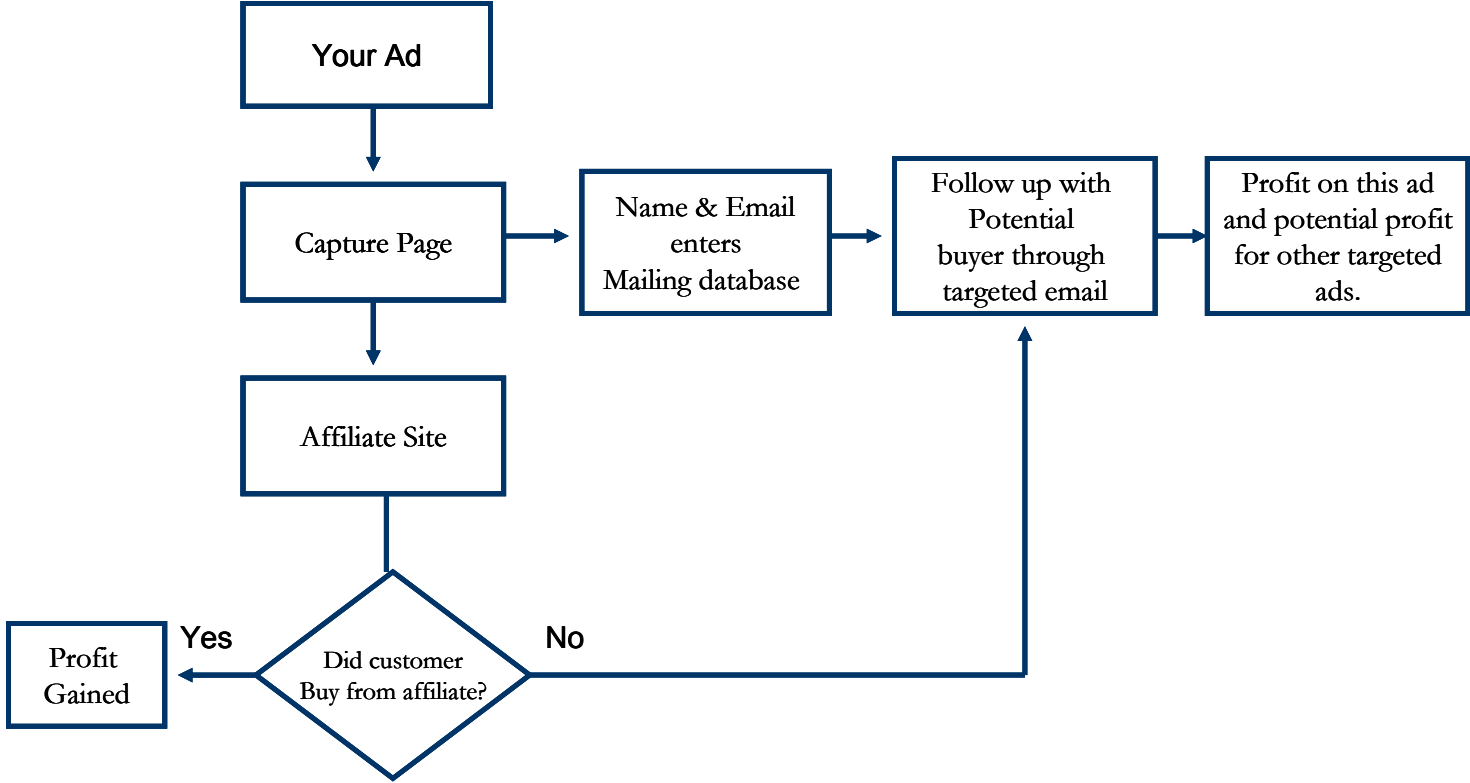 Your Ad
Capture Page
Name & Email
enters
Mailing database
Follow up with
Potential
buyer through
targeted email
Profit on this ad
and potential profit
for other targeted
ads.
Affiliate Site
Yes
No
Profit
Gained
Did customer
Buy from affiliate?